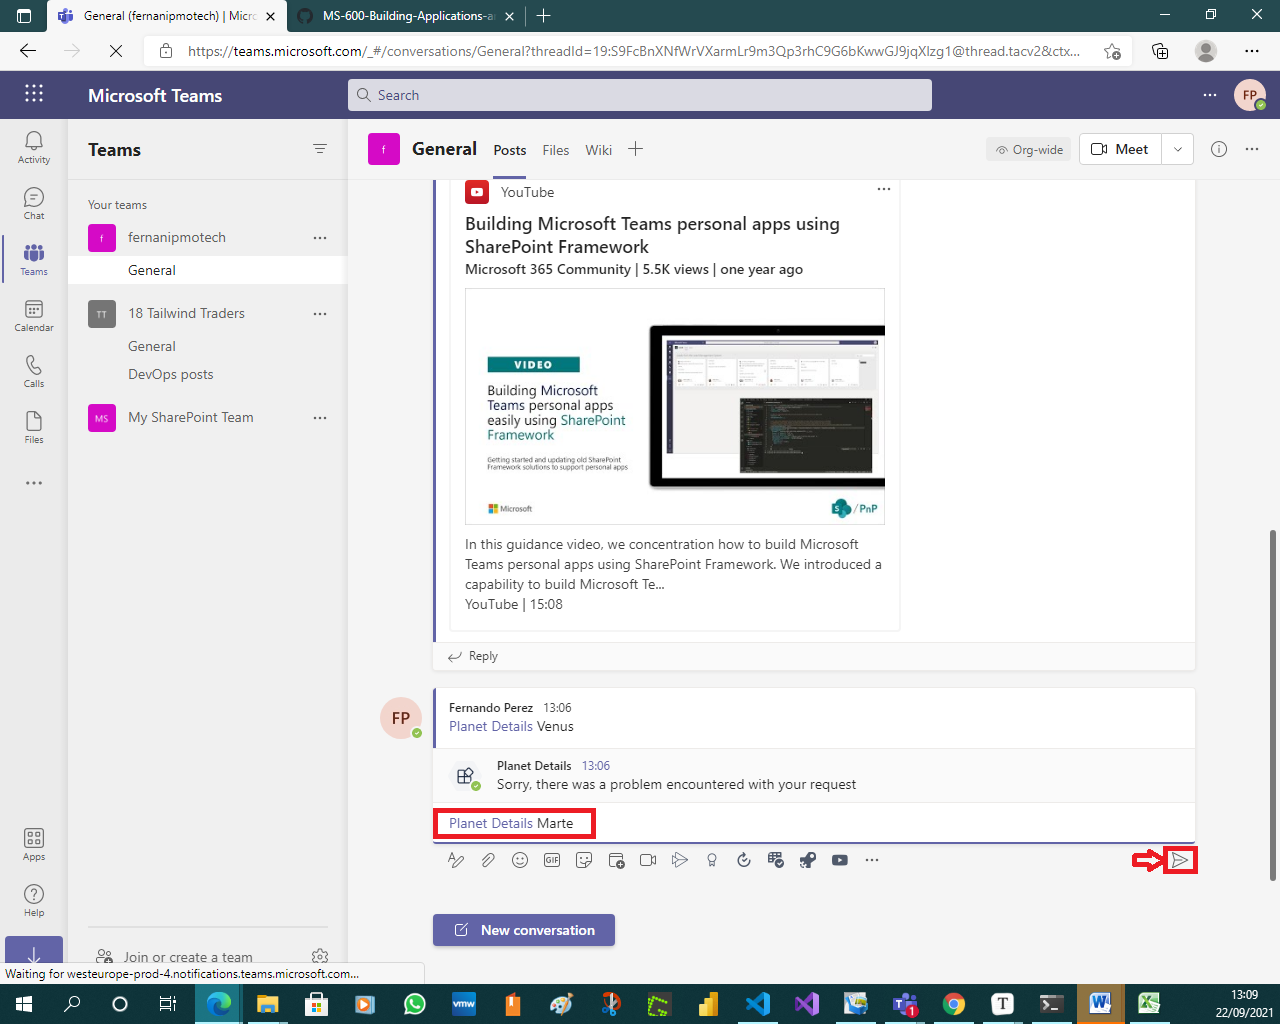 General (fernanipmotech) | Micro
MS-600-Building-Applications-a
https://teams.microsoft.com/_#/conversations/General?threadId=19:S9FcBnXNfWrVXarmLr9m3Qp3rhC9G6bKwwGJ9jqXlzg1@thread.tacv2&ctx...
Microsoft Teams
Search
FP
Activity
Chat
Teams
Calendar
Calls
Files
Apps
Help
Teams
Your teams
f
fernanipmotech
General
TT
18 Tailwind Traders
General
DevOps posts
MS
My SharePoint Team
Join or create a team
f
General
Posts
Files
Wiki
Org-wide
Meet
YouTube
Building Microsoft Teams personal apps using
SharePoint Framework
Microsoft 365 Community | 5.5K views | one year ago
VIDEO
Building Microsoft
Teams personal apps
easily using SharePoint
Framework
Getting started and updating old SharePoint
Framework solutions to support personal apps
Microsoft
S
/PnP
In this guidance video, we concentration how to build Microsoft
Teams personal apps using SharePoint Framework. We introduced a
capability to build Microsoft Te...
YouTube | 15:08
Reply
FP
Fernando Perez 13:06
Planet Details Venus
Planet Details 13:06
Sorry, there was a problem encountered with your request
Planet Details Marte
GIF
New conversation
Waiting for westeurope-prod-4.notifications.teams.microsoft.com...
vmw
T
1
13:09
22/09/2021